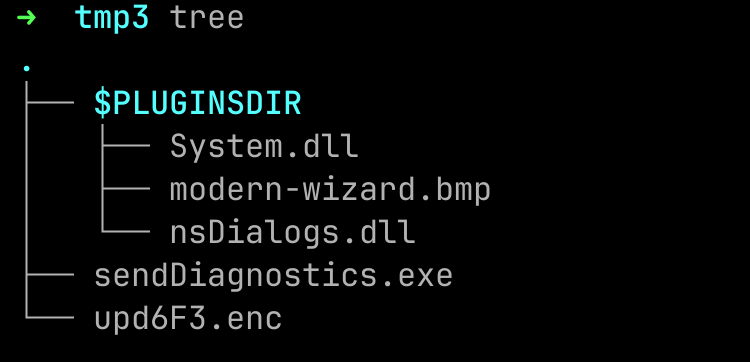 ➜ tmp3 tree
.
├── $PLUGINSDIR
│   ├── System.dll
│   ├── modern-wizard.bmp
│   └── nsDialogs.dll
├── sendDiagnostics.exe
└── upd6F3.enc